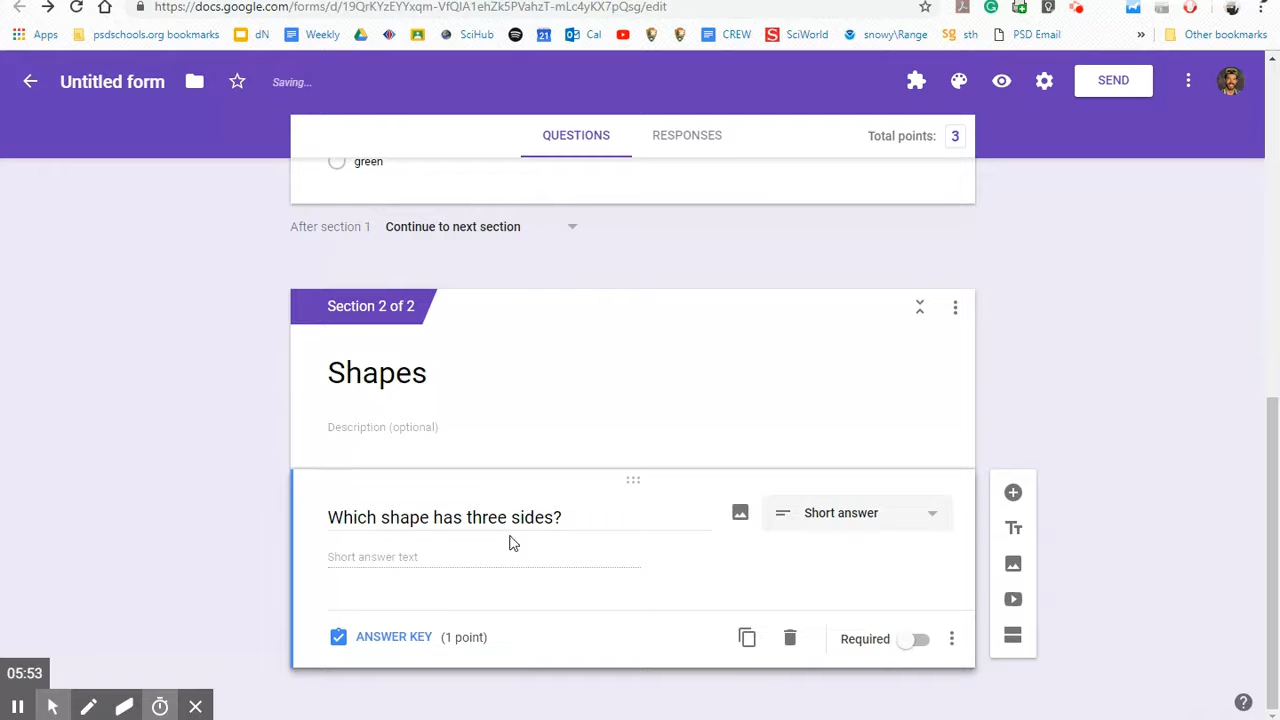 https://docs.google.com/forms/d/19QrKYzEYYxqm-VfQIA1ehZk5PVahzT-mLc4yKX7pQsg/edit
Apps psdschools.org bookmarks dN Weekly SciHub 21 Cal CREW SciWorld snowy\Range sth PSD Email » Other bookmarks
Untitled form Saving... SEND
QUESTIONS RESPONSES Total points: 3
green
After section 1 Continue to next section
Section 2 of 2
Shapes
Description (optional)
Which shape has three sides? Short answer
Short answer text
ANSWER KEY (1 point) Required
05:53